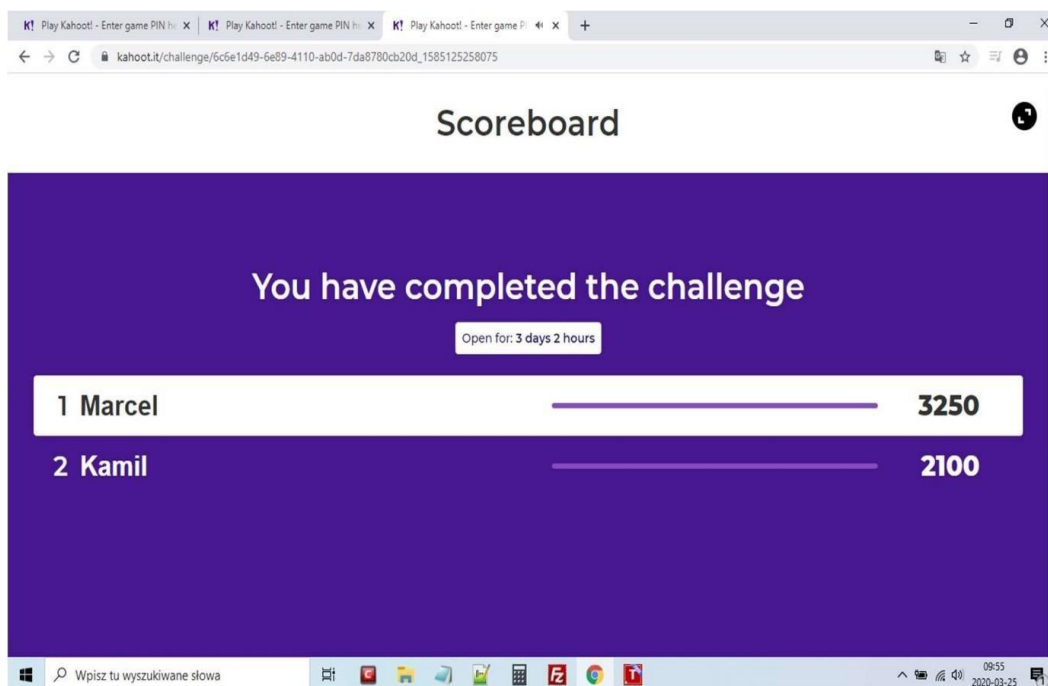 K! Play Kahoot! - Enter game PIN he
K! Play Kahoot! - Enter game PIN h
K! Play Kahoot! - Enter game PI
kahoot.it/challenge/6c6e1d49-6e89-4110-ab0d-7da8780cb20d_1585125258075
Scoreboard
You have completed the challenge
Open for: 3 days 2 hours
1 Marcel 3250
2 Kamil 2100
Wpisz tu wyszukiwane słowa
09:55
2020-03-25